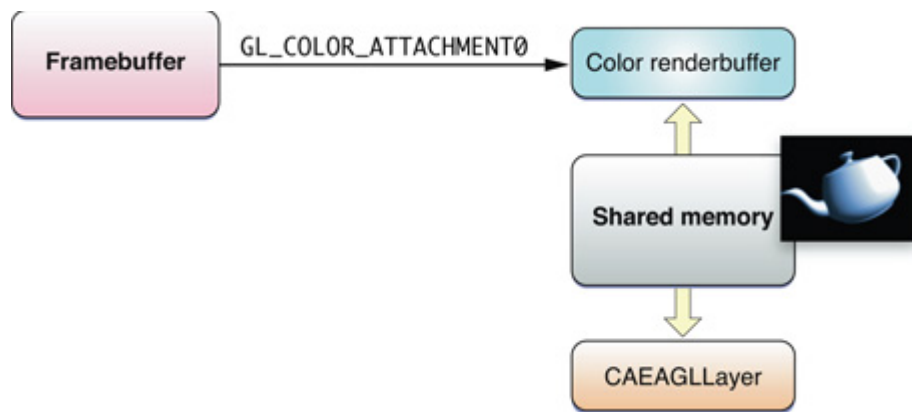 Framebuffer
GL_COLOR_ATTACHMENT0
Color renderbuffer
Shared memory
CAEAGLLayer